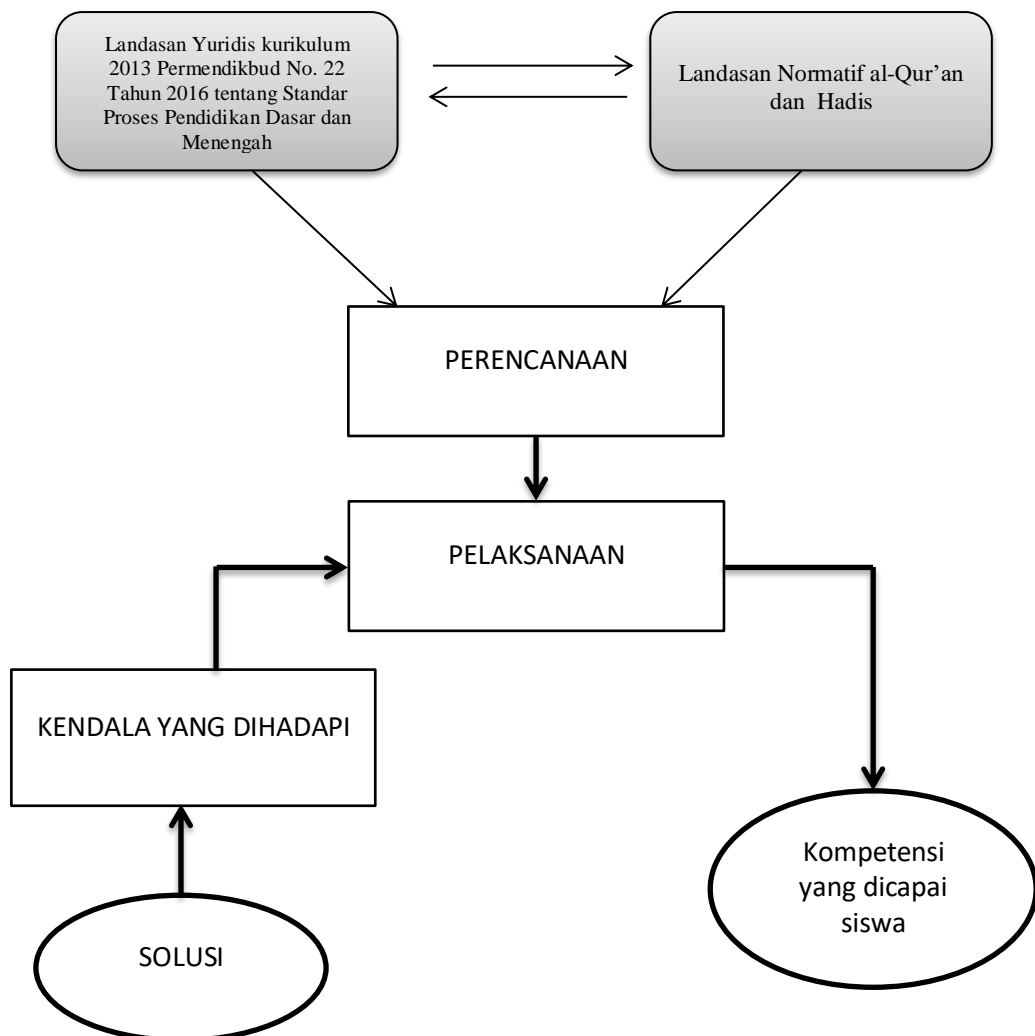 Landasan Yuridis kurikulum
2013 Permendikbud No. 22
Tahun 2016 tentang Standar
Proses Pendidikan Dasar dan
Menengah
Landasan Normatif al-Qur’an
dan Hadis
PERENCANAAN
PELAKSANAAN
KENDALA YANG DIHADAPI
Kompetensi
yang dicapai
siswa
SOLUSI